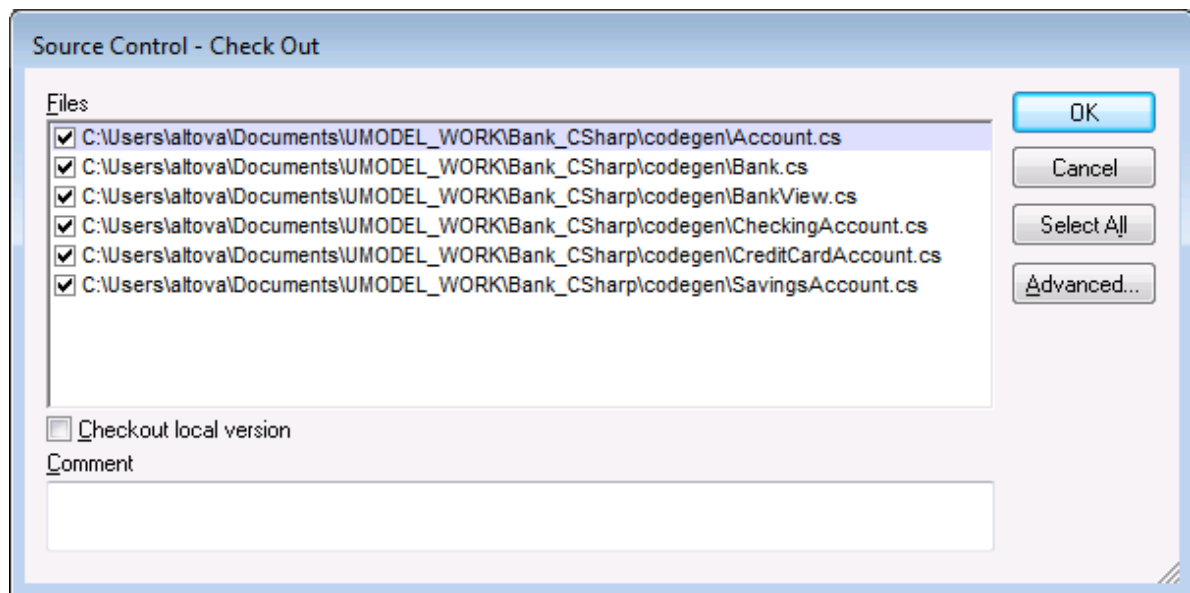 Source Control - Check Out
Files
C:\Users\altova\Documents\UMODEL_WORK\Bank_CSharp\codegen\Account.cs
C:\Users\altova\Documents\UMODEL_WORK\Bank_CSharp\codegen\Bank.cs
C:\Users\altova\Documents\UMODEL_WORK\Bank_CSharp\codegen\BankView.cs
C:\Users\altova\Documents\UMODEL_WORK\Bank_CSharp\codegen\CheckingAccount.cs
C:\Users\altova\Documents\UMODEL_WORK\Bank_CSharp\codegen\CreditCardAccount.cs
C:\Users\altova\Documents\UMODEL_WORK\Bank_CSharp\codegen\SavingsAccount.cs
Checkout local version
Comment
OK
Cancel
Select All
Advanced...